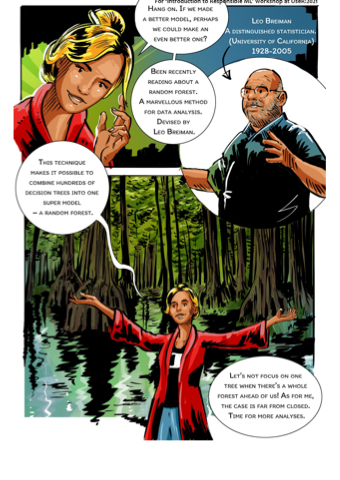 For 'Introduction to Responsible ML' workshop at UseR!2021
Hang on. If we made
a better model, perhaps
we could make an
even better one?
Leo Breiman
A distinguished statistician.
(University of California)
1928-2005
Been recently
reading about a
random forest.
A marvellous method
for data analysis.
Devised by
Leo Breiman.
This technique
makes it possible to
combine hundreds of
decision trees into one
super model
– a random forest.
Let's not focus on one
tree when there's a whole
forest ahead of us! As for me,
the case is far from closed.
Time for more analyses.